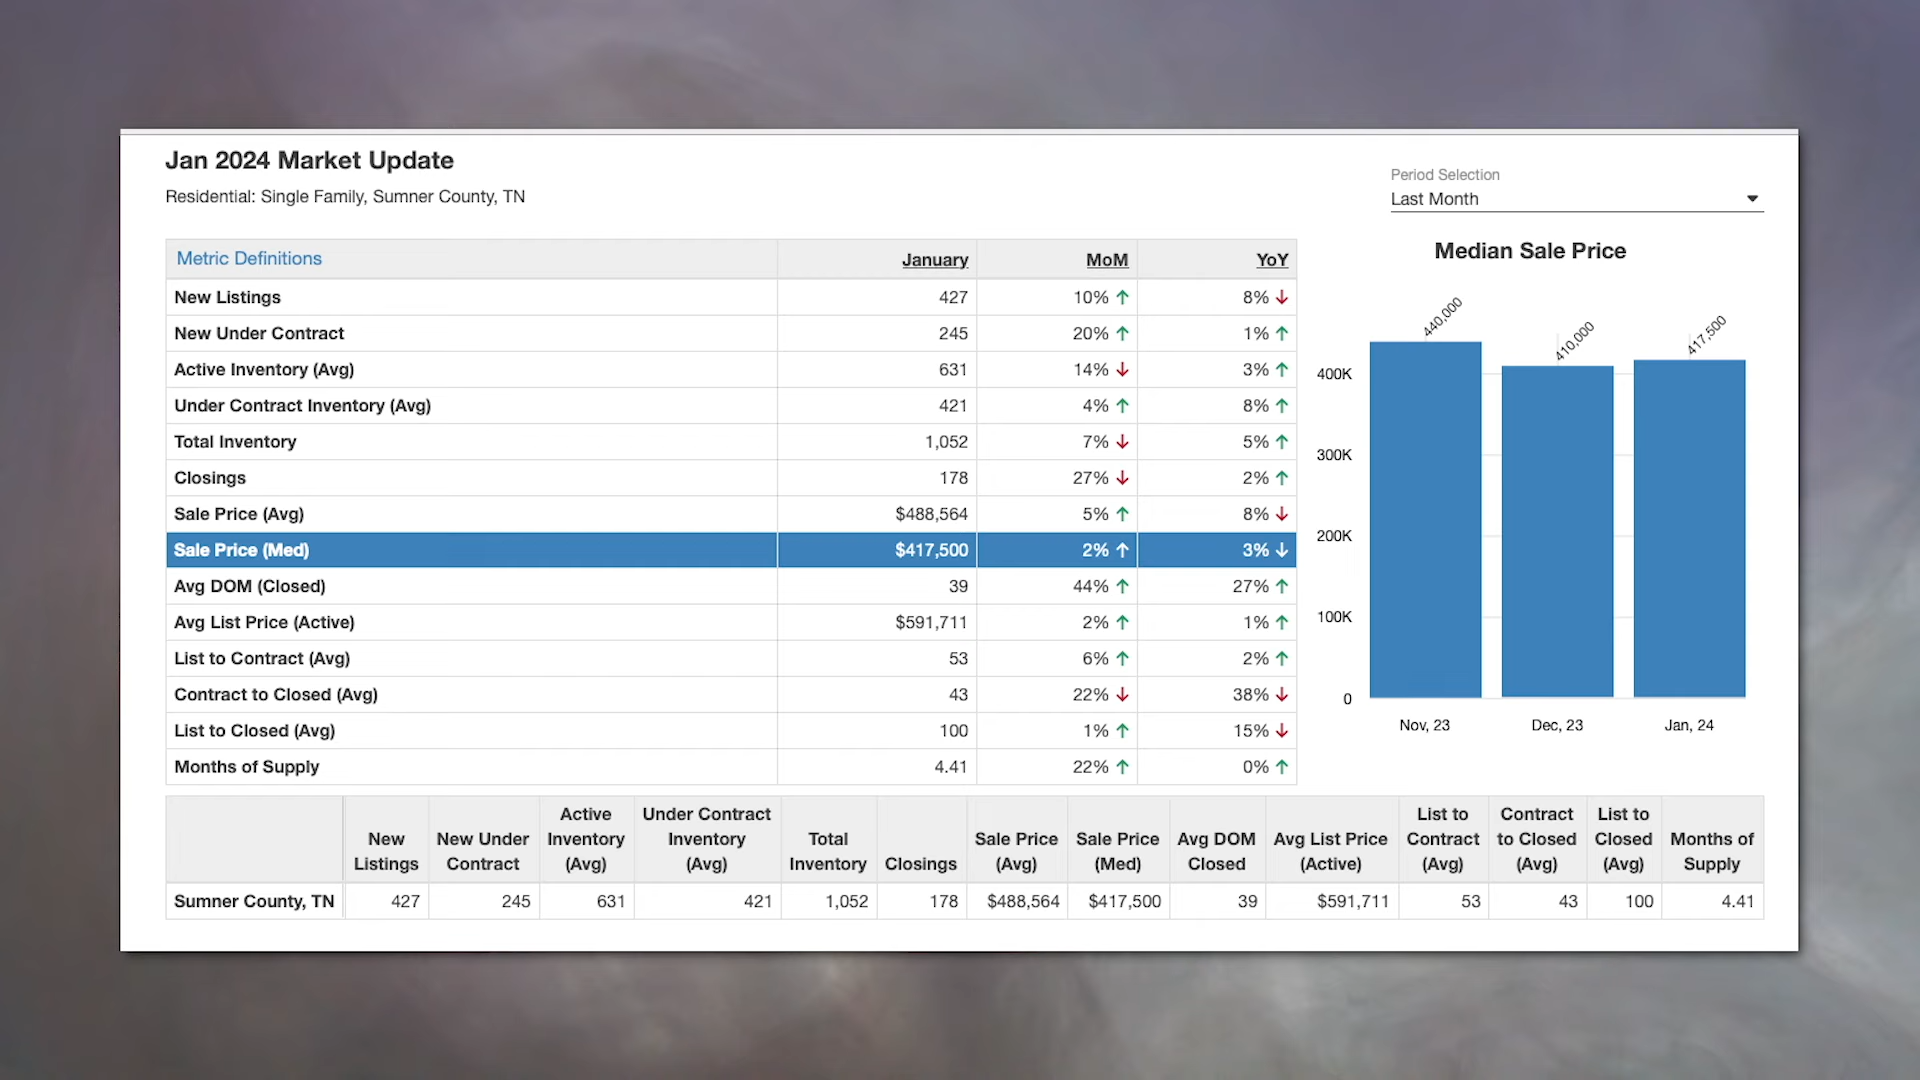 Jan 2024 Market Update
Residential: Single Family, Sumner County, TN
Period Selection
Last Month
Metric Definitions January MoM YoY
New Listings 427 10% ↑ 8% ↓
New Under Contract 245 20% ↑ 1% ↑
Active Inventory (Avg) 631 14% ↓ 3% ↑
Under Contract Inventory (Avg) 421 4% ↑ 8% ↑
Total Inventory 1,052 7% ↓ 5% ↑
Closings 178 27% ↓ 2% ↑
Sale Price (Avg) $488,564 5% ↑ 8% ↓
Sale Price (Med) $417,500 2% ↑ 3% ↓
Avg DOM (Closed) 39 44% ↑ 27% ↑
Avg List Price (Active) $591,711 2% ↑ 1% ↑
List to Contract (Avg) 53 6% ↑ 2% ↑
Contract to Closed (Avg) 43 22% ↓ 38% ↓
List to Closed (Avg) 100 1% ↑ 15% ↓
Months of Supply 4.41 22% ↑ 0% ↑
Median Sale Price
440,000 410,000 417,500
400K
300K
200K
100K
0
Nov, 23 Dec, 23 Jan, 24
New Listings
New Under Contract
Active Inventory (Avg)
Under Contract Inventory (Avg)
Total Inventory
Closings
Sale Price (Avg)
Sale Price (Med)
Avg DOM Closed
Avg List Price (Active)
List to Contract (Avg)
Contract to Closed (Avg)
List to Closed (Avg)
Months of Supply
Sumner County, TN 427 245 631 421 1,052 178 $488,564 $417,500 39 $591,711 53 43 100 4.41